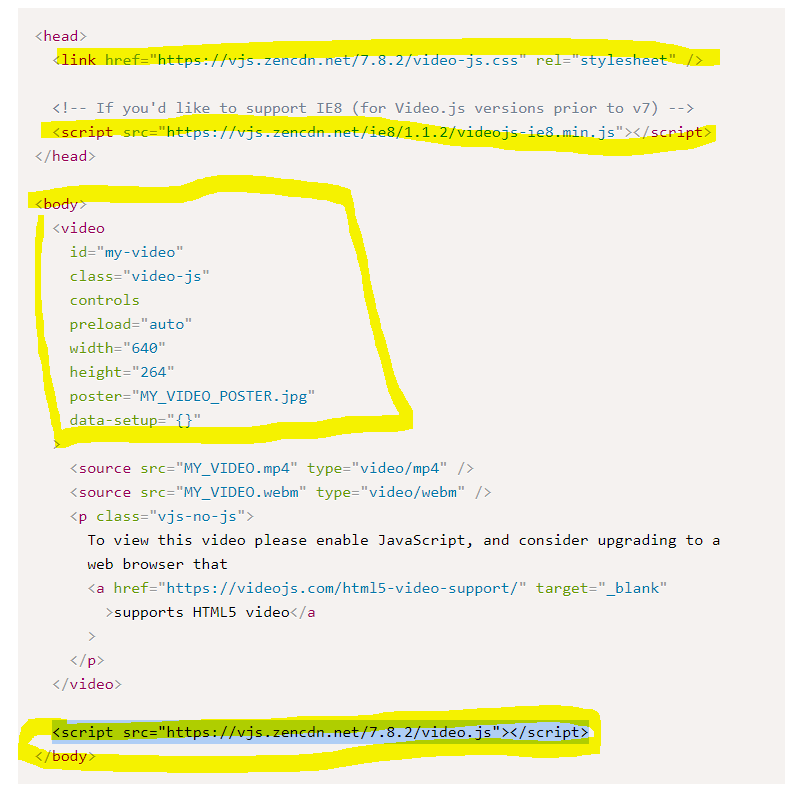 <head>
<link href="https://vjs.zencdn.net/7.8.2/video-js.css" rel="stylesheet" />
<!-- If you'd like to support IE8 (for Video.js versions prior to v7) -->
<script src="https://vjs.zencdn.net/ie8/1.1.2/videojs-ie8.min.js"></script>
</head>
<body>
<video
id="my-video"
class="video-js"
controls
preload="auto"
width="640"
height="264"
poster="MY_VIDEO_POSTER.jpg"
data-setup="{}"
>
<source src="MY_VIDEO.mp4" type="video/mp4" />
<source src="MY_VIDEO.webm" type="video/webm" />
<p class="vjs-no-js">
To view this video please enable JavaScript, and consider upgrading to a
web browser that
<a href="https://videojs.com/html5-video-support/" target="_blank"
>supports HTML5 video</a
>
</p>
</video>
<script src="https://vjs.zencdn.net/7.8.2/video.js"></script>
</body>